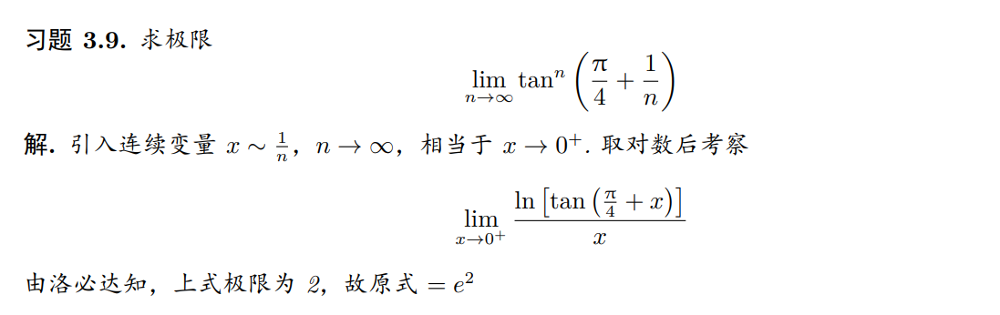 习题 3.9. 求极限
$$\lim_{n\to\infty} \tan^n \left( \frac{\pi}{4} + \frac{1}{n} \right)$$
解. 引入连续变量 $x \sim \frac{1}{n}$，$n \to \infty$，相当于 $x \to 0^+$. 取对数后考察
$$\lim_{x\to 0^+} \frac{\ln \left[ \tan \left( \frac{\pi}{4} + x \right) \right]}{x}$$
由洛必达知，上式极限为 2，故原式 $= e^2$